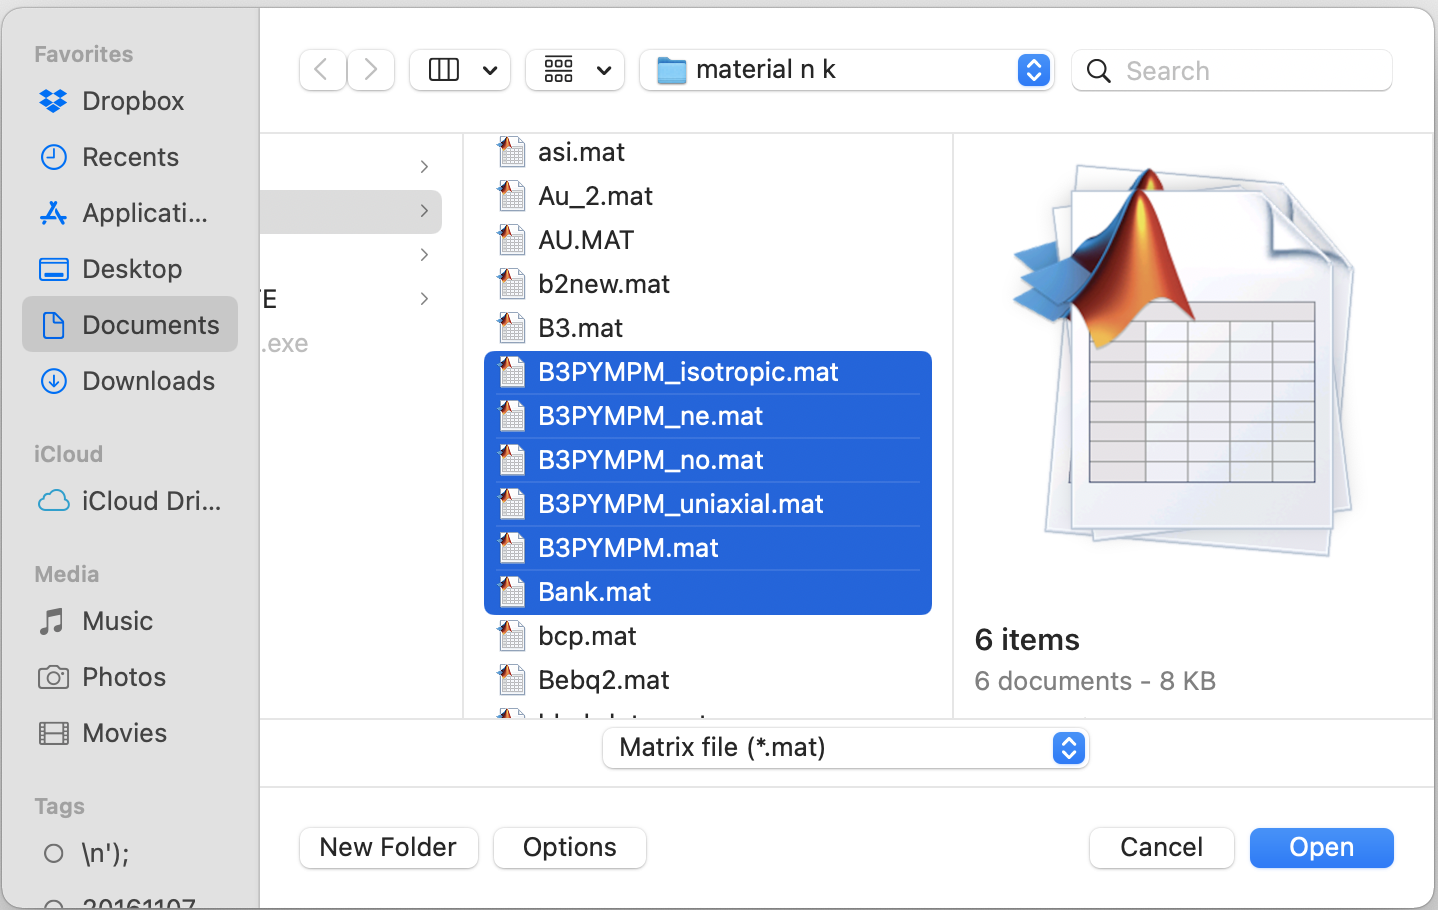 Favorites
Dropbox
Recents
Applicati...
Desktop
Documents
Downloads
iCloud
iCloud Dri...
Media
Music
Photos
Movies
Tags
\n');
20161107
material n k
Search
TE
.exe
asi.mat
Au_2.mat
AU.MAT
b2new.mat
B3.mat
B3PYMPM_isotropic.mat
B3PYMPM_ne.mat
B3PYMPM_no.mat
B3PYMPM_uniaxial.mat
B3PYMPM.mat
Bank.mat
bcp.mat
Bebq2.mat
6 items
6 documents - 8 KB
Matrix file (*.mat)
New Folder
Options
Cancel
Open